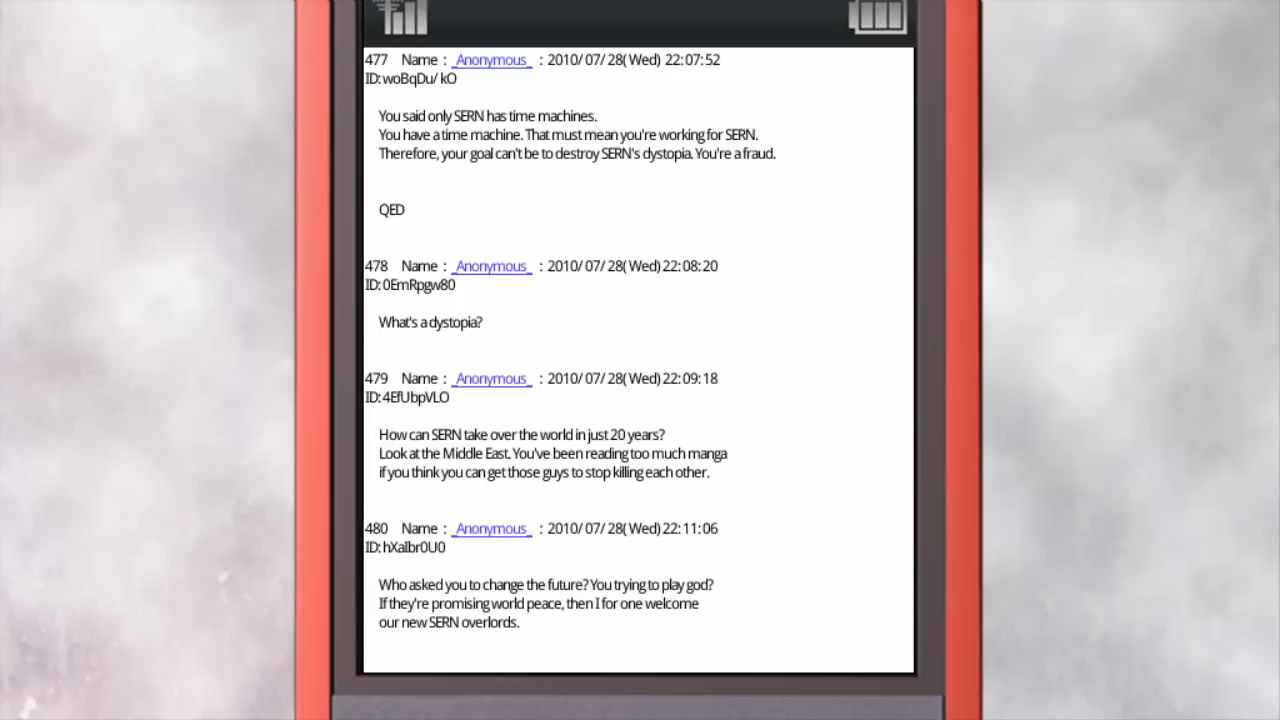 477 Name : _Anonymous_ : 2010/07/28(Wed) 22:07:52
ID:woBqDu/kO
You said only SERN has time machines.
You have a time machine. That must mean you're working for SERN.
Therefore, your goal can't be to destroy SERN's dystopia. You're a fraud.
QED
478 Name : _Anonymous_ : 2010/07/28(Wed) 22:08:20
ID:0EmRpgw80
What's a dystopia?
479 Name : _Anonymous_ : 2010/07/28(Wed) 22:09:18
ID:4EfUbpVLO
How can SERN take over the world in just 20 years?
Look at the Middle East. You've been reading too much manga
if you think you can get those guys to stop killing each other.
480 Name : _Anonymous_ : 2010/07/28(Wed) 22:11:06
ID:hXaIbr0U0
Who asked you to change the future? You trying to play god?
If they're promising world peace, then I for one welcome
our new SERN overlords.